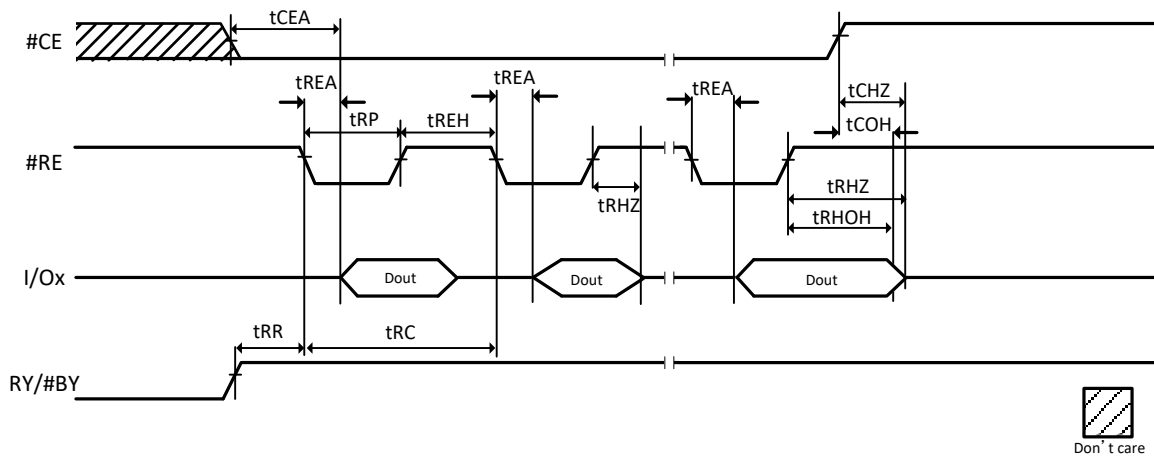 tCEA
#CE
tREA
tREA
tREA
tCHZ
tCOH
tRP
tREH
#RE
tRHZ
tRHZ
tRHOH
I/Ox
Dout
Dout
Dout
tRR
tRC
RY/#BY
Don't care